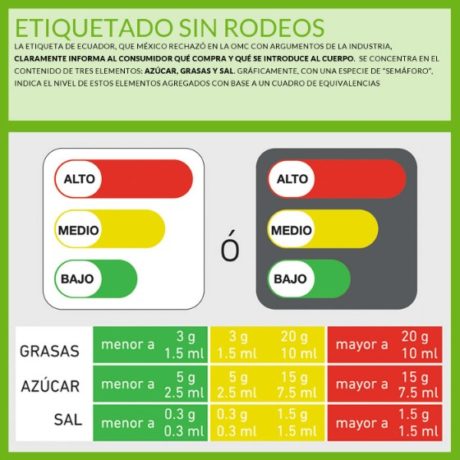 ETIQUETADO SIN RODEOS
LA ETIQUETA DE ECUADOR, QUE MÉXICO RECHAZÓ EN LA OMC CON ARGUMENTOS DE LA INDUSTRIA,
CLARAMENTE INFORMA AL CONSUMIDOR QUÉ COMPRA Y QUÉ SE INTRODUCE AL CUERPO. SE CONCENTRA EN EL
CONTENIDO DE TRES ELEMENTOS; AZÚCAR, GRASAS Y SAL. GRÁFICAMENTE, CON UNA ESPECIE DE "SEMÁFORO",
INDICA EL NIVEL DE ESTOS ELEMENTOS AGREGADOS CON BASE A UN CUADRO DE EQUIVALENCIAS
ALTO
MEDIO
BAJO
Ó
ALTO
MEDIO
BAJO
GRASAS menor a 3 g 3 g 20 g mayor a 20 g
1.5 ml 1.5 ml 10 ml 10 ml
AZÚCAR menor a 5 g 5 g 15 g mayor a 15 g
2.5 ml 2.5 ml 7.5 ml 7.5 ml
SAL menor a 0.3 g 0.3 g 1.5 g mayor a 1.5 g
0.3 ml 0.3 ml 1.5 ml 1.5 ml